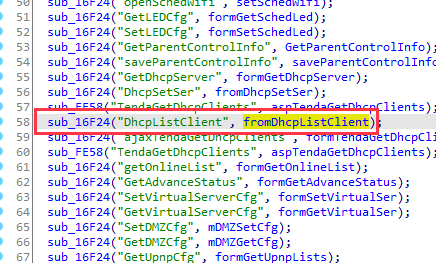 50 sub_16F24("openSchedWifi", setSchedWifi);
51 sub_16F24("GetLEDCfg", formGetSchedLed);
52 sub_16F24("SetLEDCfg", formSetSchedLed);
53 sub_16F24("GetParentControlInfo", GetParentControlInfo);
54 sub_16F24("saveParentControlInfo", saveParentControlInfo
55 sub_16F24("GetDhcpServer", formGetDhcpServer);
56 sub_16F24("DhcpSetSer", fromDhcpSetSer);
57 sub_FE58("TendaGetDhcpClients", aspTendaGetDhcpClients);
58 sub_16F24("DhcpListClient", fromDhcpListClient);
59 sub_16F24("ajaxTendaGetDhcpClients", formTendaGetDhcpCli
60 sub_FE58("TendaGetDhcpClients", aspTendaGetDhcpClients);
61 sub_16F24("getOnlineList", formGetOnlineList);
62 sub_16F24("GetAdvanceStatus", formGetAdvanceStatus);
63 sub_16F24("SetVirtualServerCfg", formSetVirtualSer);
64 sub_16F24("GetVirtualServerCfg", formGetVirtualSer);
65 sub_16F24("SetDMZCfg", mDMZSetCfg);
66 sub_16F24("GetDMZCfg", mDMZGetCfg);
67 sub_16F24("GetUpnpCfg", formGetUpnpLists);